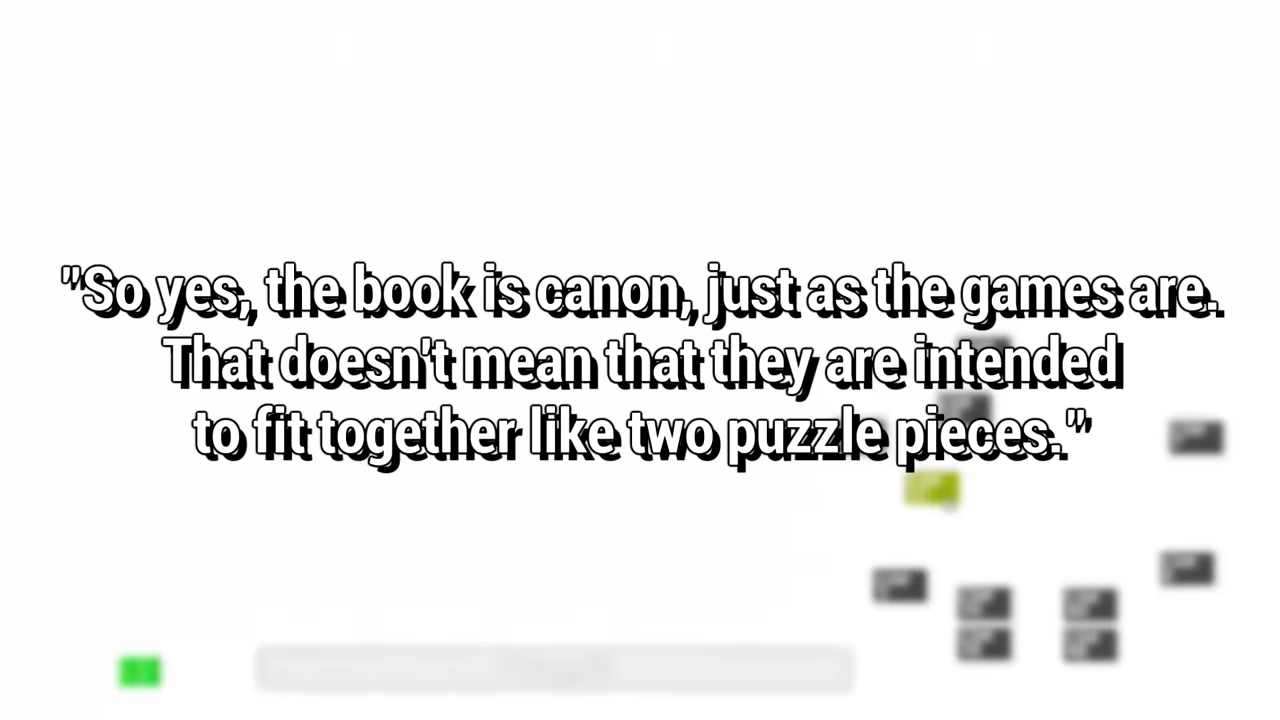 "So yes, the book is canon, just as the games are.
That doesn't mean that they are intended
to fit together like two puzzle pieces."